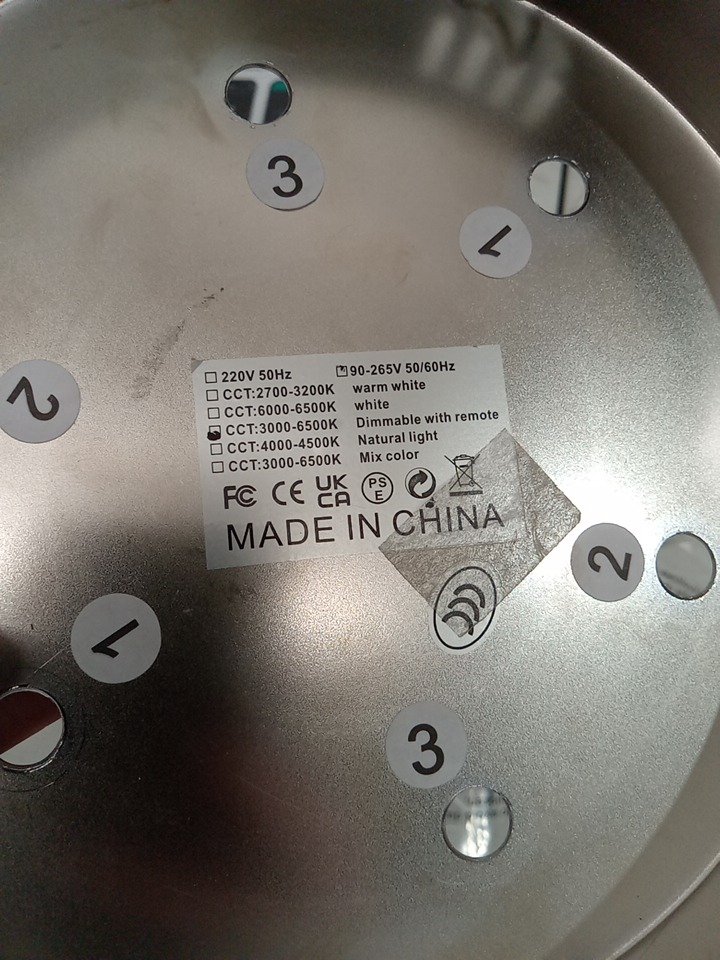 3
1
2
☐ 220V 50Hz ☑ 90-265V 50/60Hz
☐ CCT:2700-3200K warm white
☐ CCT:6000-6500K white
☑ CCT:3000-6500K Dimmable with remote
☐ CCT:4000-4500K Natural light
☐ CCT:3000-6500K Mix color
FC CE UK CA PS E
MADE IN CHINA
2
1
3